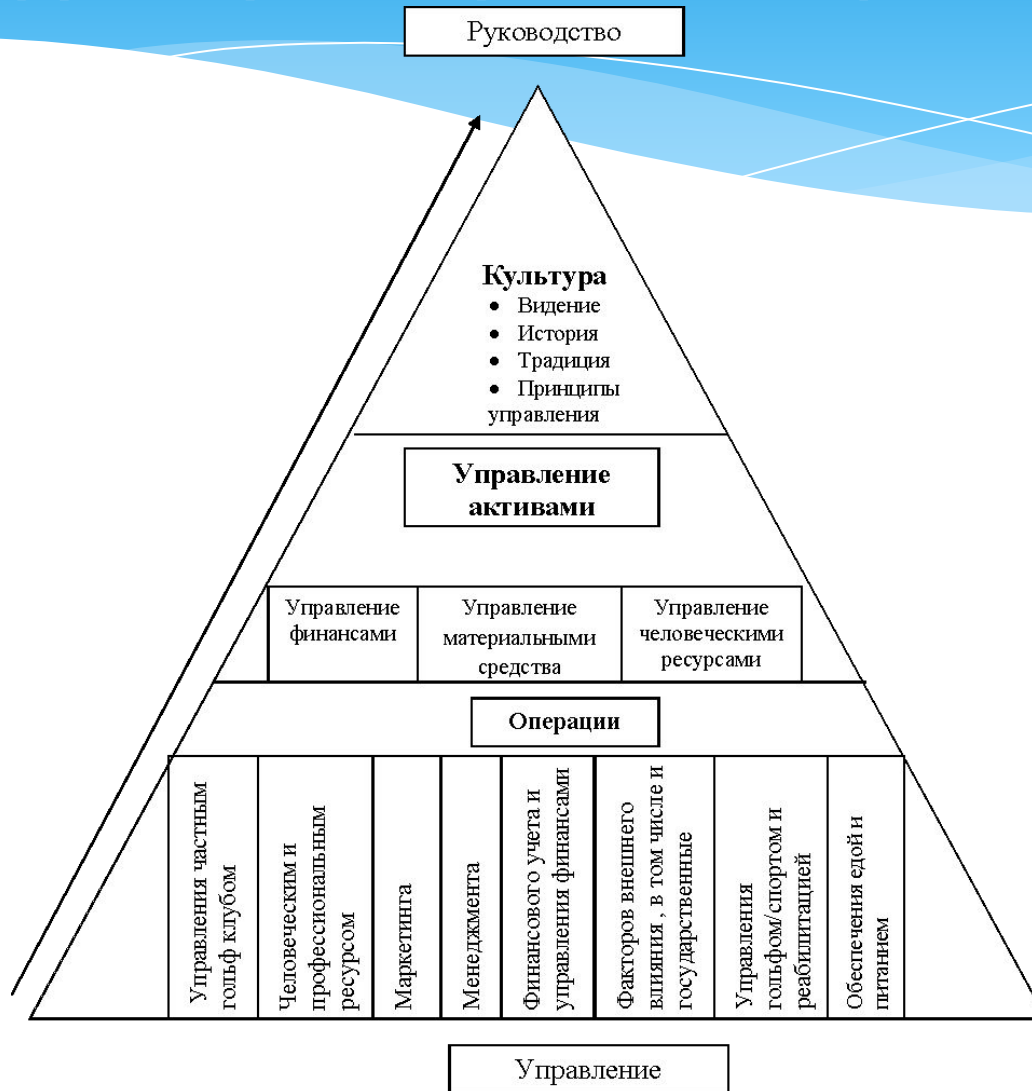 Руководство
Культура
• Видение
• История
• Традиция
• Принципы
управления
Управление
активами
Управление
финансами
Управление
материальными
средства
Управление
человеческими
ресурсами
Операции
Управления частным
гольф клубом
Человеческим и
профессиональным
ресурсом
Маркетинга
Менеджмента
Финансового учета и
управления финансами
Факторов внешнего
влияния , в том числе и
государственные
Управления
гольфом/спортом и
реабилитацией
Обеспечения едой и
питанием
Управление